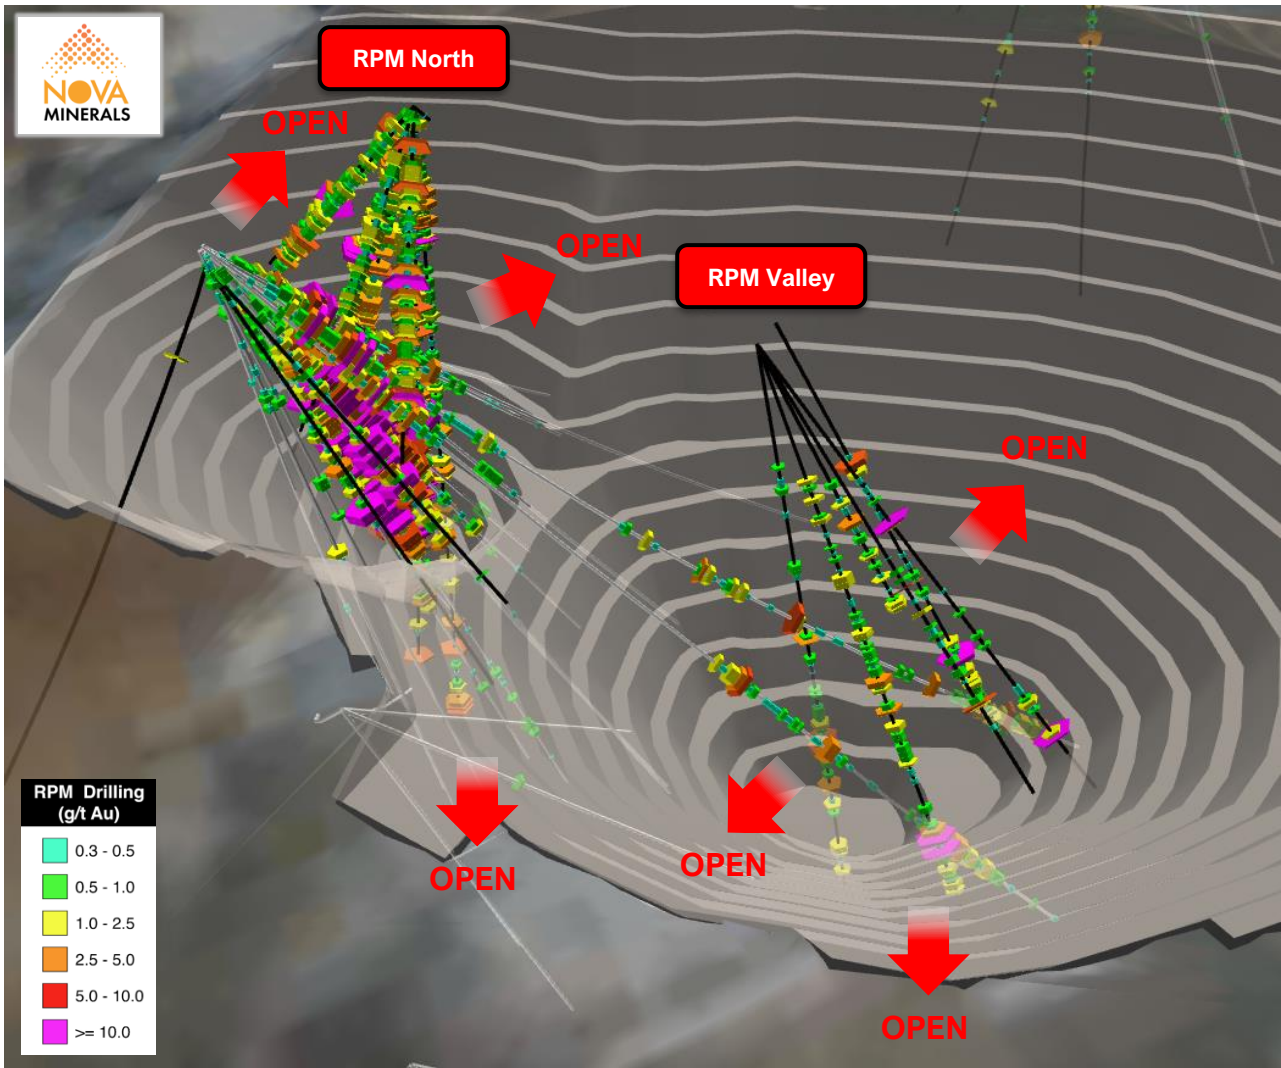 NOVA
MINERALS
RPM North
OPEN
OPEN
RPM Valley
OPEN
OPEN
OPEN
OPEN
RPM Drilling
(g/t Au)
0.3 - 0.5
0.5 - 1.0
1.0 - 2.5
2.5 - 5.0
5.0 - 10.0
>= 10.0